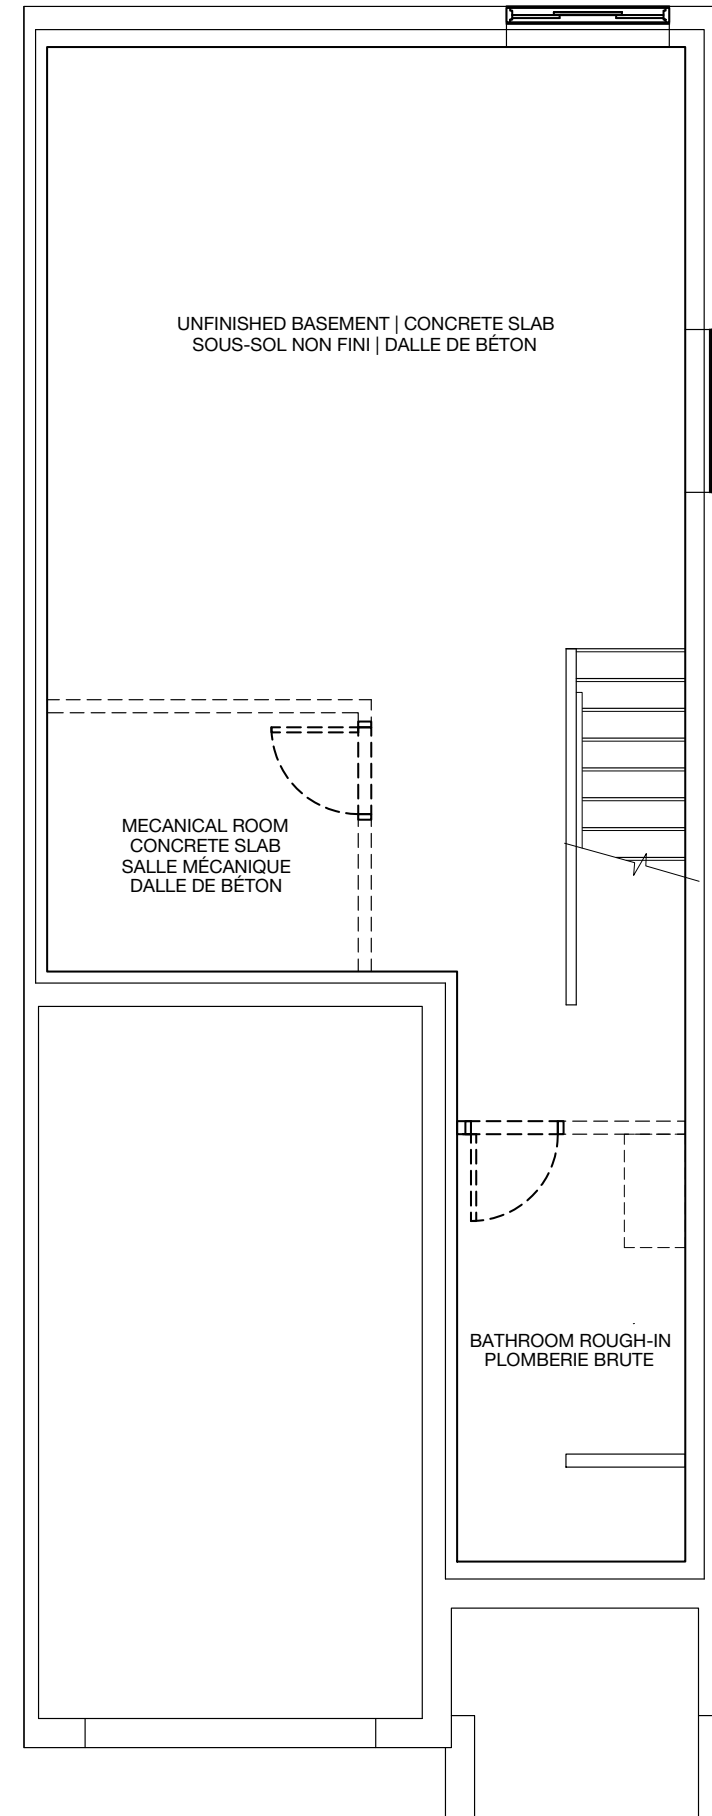 UNFINISHED BASEMENT | CONCRETE SLAB
SOUS-SOL NON FINI | DALLE DE BÉTON
MECANICAL ROOM
CONCRETE SLAB
SALLE MÉCANIQUE
DALLE DE BÉTON
BATHROOM ROUGH-IN
PLOMBERIE BRUTE